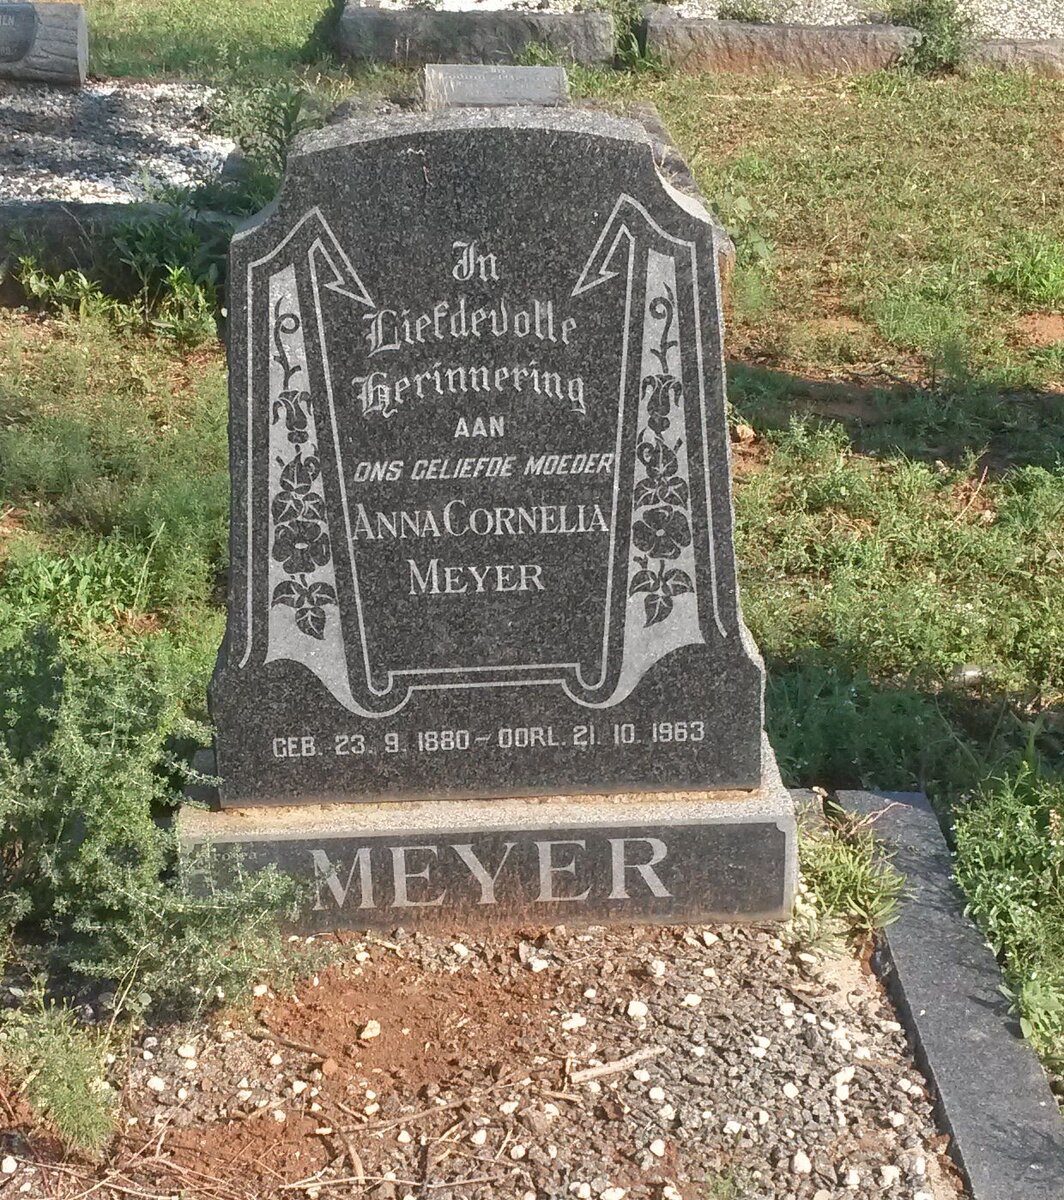 In
Liefdevolle
Herinnering
AAN
ONS GELIEFDE MOEDER
ANNA CORNELIA
MEYER
GEB. 23. 9. 1880 – OORL. 21. 10. 1963
MEYER